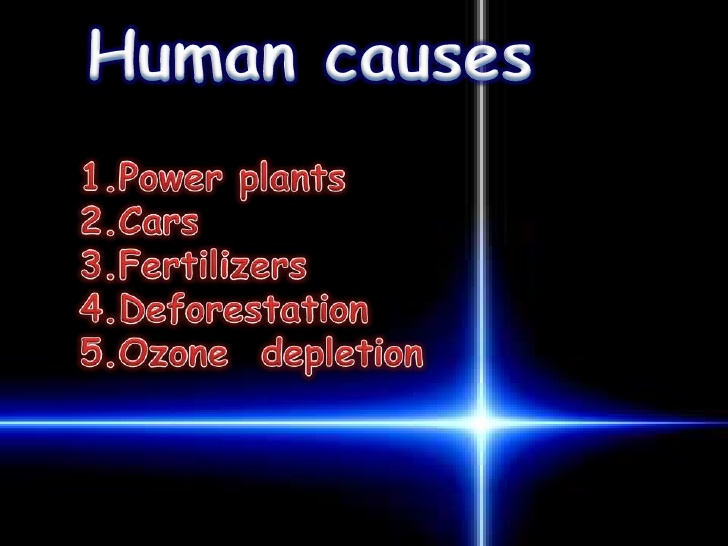 Human causes
1.Power plants
2.Cars
3.Fertilizers
4.Deforestation
5.Ozone depletion